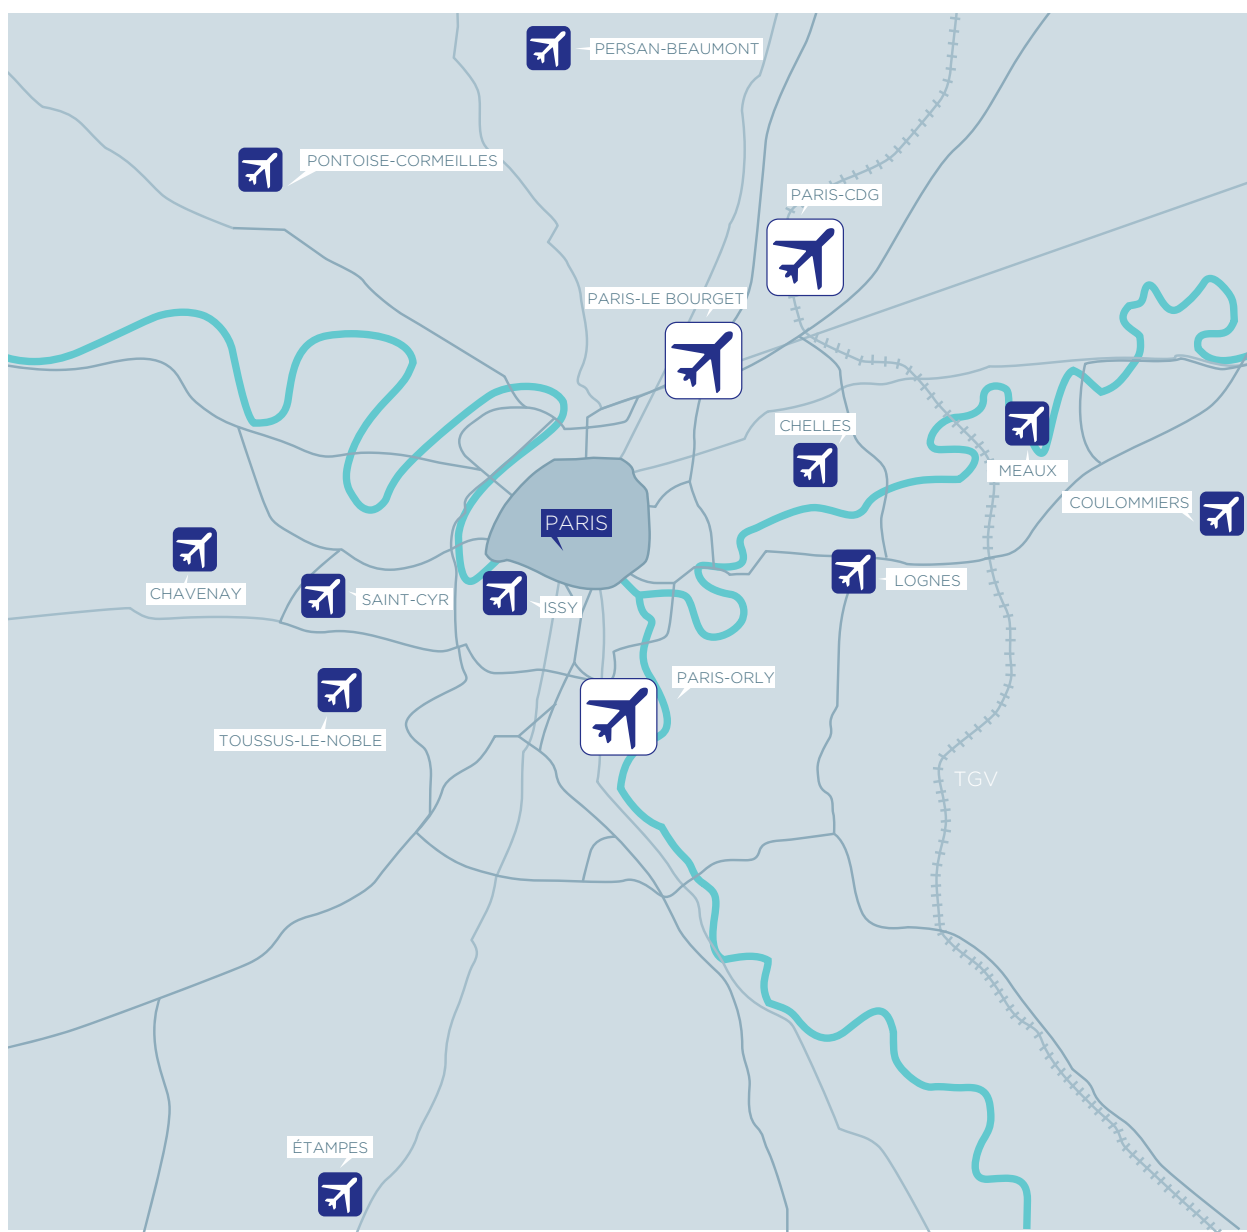 PERSAN-BEAUMONT
PONTOISE-CORMEILLES
PARIS-CDG
PARIS-LE BOURGET
CHELLES
MEAUX
COULOMMIERS
PARIS
CHAVENAY
SAINT-CYR
ISSY
LOGNES
PARIS-ORLY
TOUSSUS-LE-NOBLE
TGV
ÉTAMPES